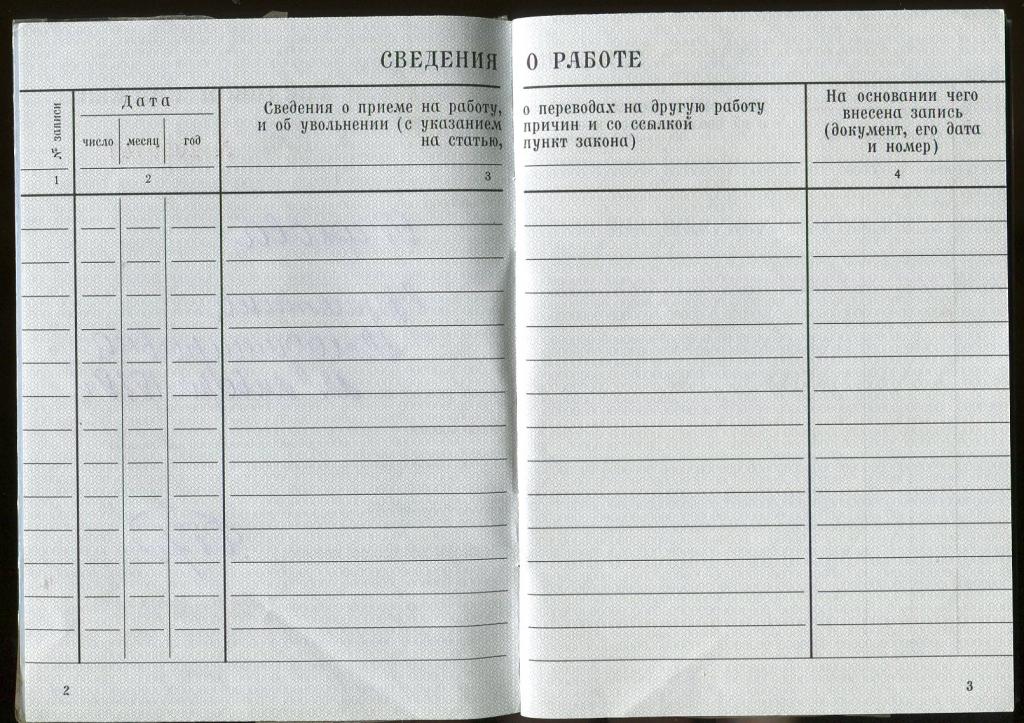 СВЕДЕНИЯ О РАБОТЕ
№ записи
Дата
число месяц год
Сведения о приеме на работу, о переводах на другую работу
и об увольнении (с указанием причин и со ссылкой
на статью, пункт закона)
На основании чего
внесена запись
(документ, его дата
и номер)
1 2 3 4
2
3